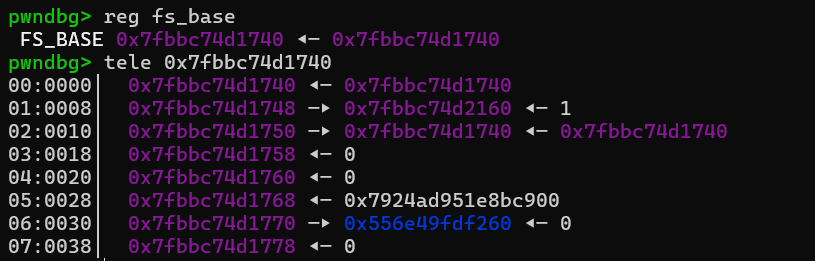 pwndbg> reg fs_base
FS_BASE 0x7fbbc74d1740 ◂— 0x7fbbc74d1740
pwndbg> tele 0x7fbbc74d1740
00:0000│  0x7fbbc74d1740 ◂— 0x7fbbc74d1740
01:0008│  0x7fbbc74d1748 —▸ 0x7fbbc74d2160 ◂— 1
02:0010│  0x7fbbc74d1750 —▸ 0x7fbbc74d1740 ◂— 0x7fbbc74d1740
03:0018│  0x7fbbc74d1758 ◂— 0
04:0020│  0x7fbbc74d1760 ◂— 0
05:0028│  0x7fbbc74d1768 ◂— 0x7924ad951e8bc900
06:0030│  0x7fbbc74d1770 —▸ 0x556e49fdf260 ◂— 0
07:0038│  0x7fbbc74d1778 ◂— 0